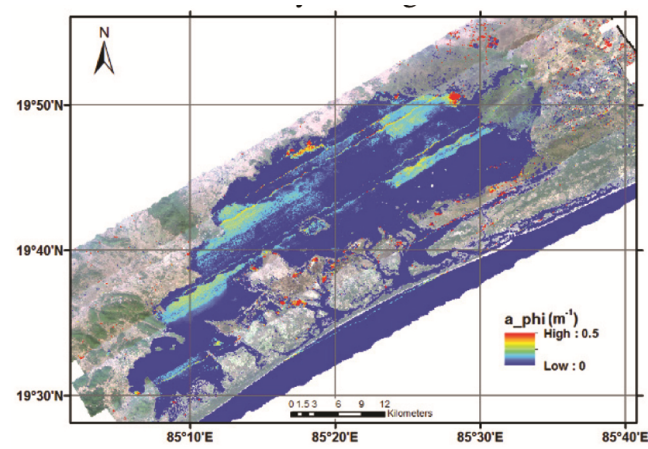 N
19°50'N
19°40'N
19°30'N
a_phi (m⁻¹)
High : 0.5
Low : 0
0 1.5 3 6 9 12
Kilometers
85°10'E 85°20'E 85°30'E 85°40'E